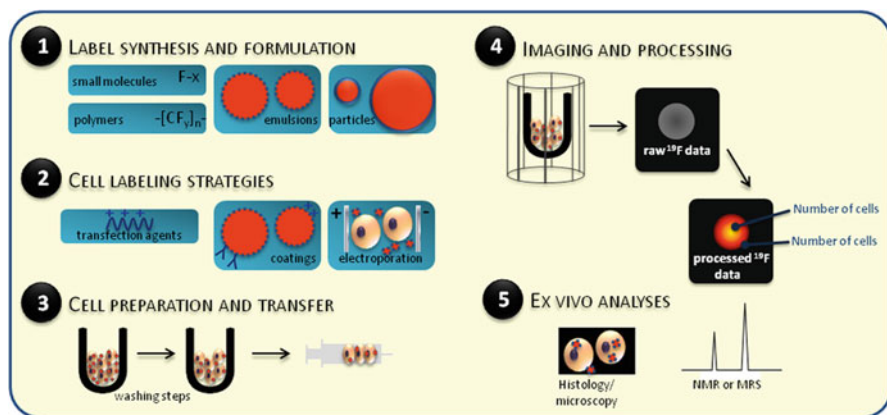 1 LABEL SYNTHESIS AND FORMULATION
small molecules F-x
polymers -[CFy]n-
emulsions
particles
2 CELL LABELING STRATEGIES
++++
transfection agents
++
coatings
+ -
electroporation
3 CELL PREPARATION AND TRANSFER
washing steps
4 IMAGING AND PROCESSING
raw ¹⁹F data
Number of cells
Number of cells
processed ¹⁹F
data
5 EX VIVO ANALYSES
Histology/
microscopy
NMR or MRS